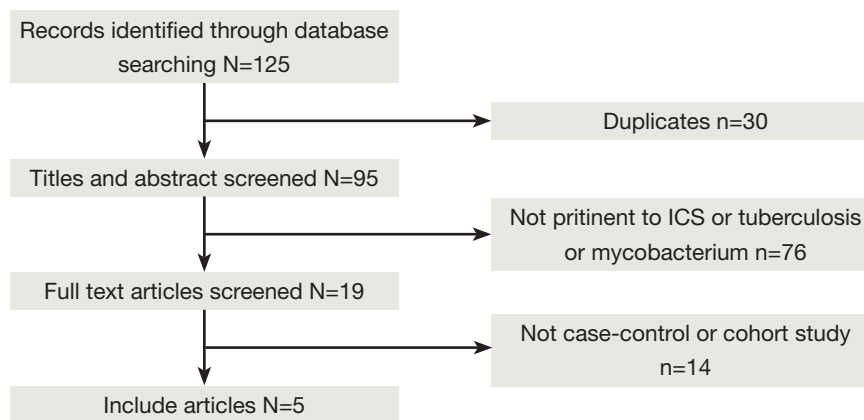 Records identified through database
searching N=125
Duplicates n=30
Titles and abstract screened N=95
Not pritinent to ICS or tuberculosis
or mycobacterium n=76
Full text articles screened N=19
Not case-control or cohort study
n=14
Include articles N=5